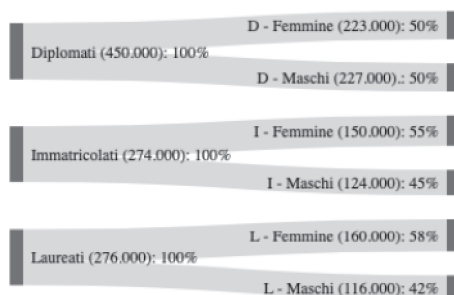 D - Femmine (223.000): 50%
Diplomati (450.000): 100%
D - Maschi (227.000).: 50%
I - Femmine (150.000): 55%
Immatricolati (274.000): 100%
I - Maschi (124.000): 45%
L - Femmine (160.000): 58%
Laureati (276.000): 100%
L - Maschi (116.000): 42%